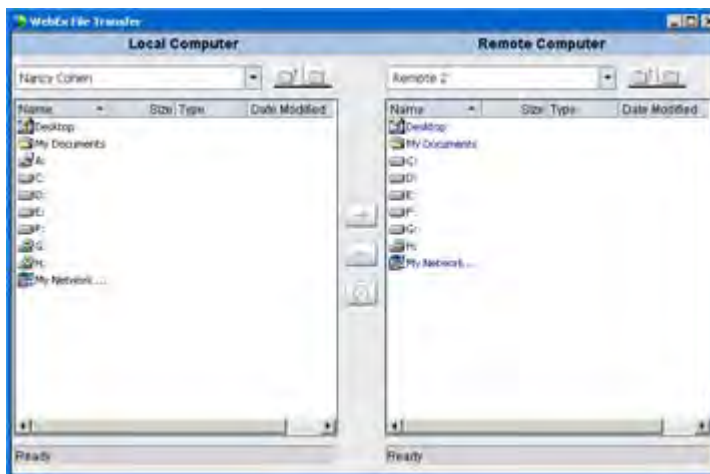 WebEx File Transfer
Local Computer
Remote Computer
Nancy Cohen
Remote 2
Name Size Type Date Modified
Desktop
My Documents
A:
C:
D:
E:
F:
G:
H:
My Network ...
Name Size Type Date Modified
Desktop
My Documents
C:
D:
E:
F:
G:
H:
My Network ...
Ready
Ready